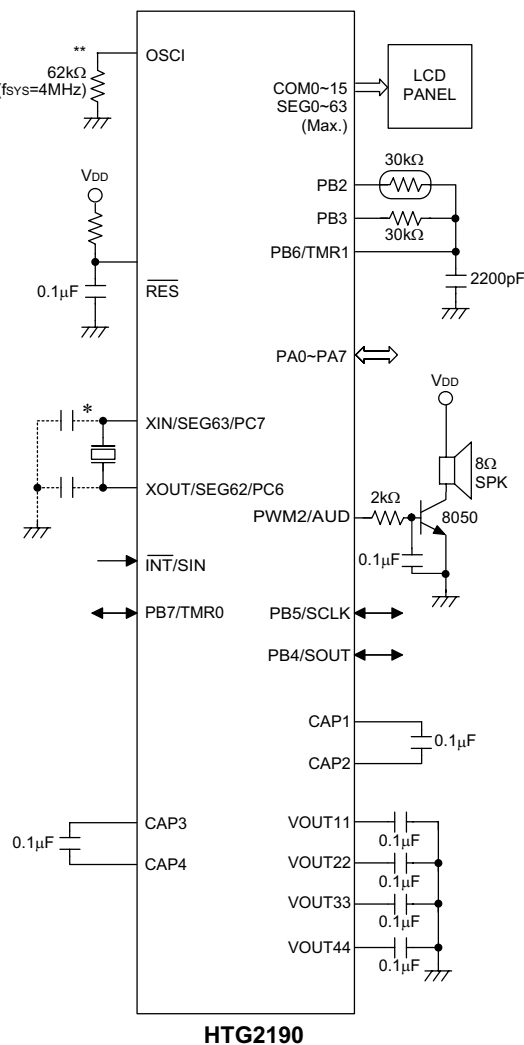 **
OSCI
62kΩ
(fSYS=4MHz)
VDD
0.1μF
RES
*
XIN/SEG63/PC7
XOUT/SEG62/PC6
INT/SIN
PB7/TMR0
CAP3
0.1μF
CAP4
COM0~15
SEG0~63
(Max.)
LCD
PANEL
30kΩ
PB2
PB3
30kΩ
PB6/TMR1
2200pF
PA0~PA7
VDD
8Ω
SPK
2kΩ
PWM2/AUD
8050
0.1μF
PB5/SCLK
PB4/SOUT
CAP1
0.1μF
CAP2
VOUT11
0.1μF
VOUT22
0.1μF
VOUT33
0.1μF
VOUT44
0.1μF
HTG2190